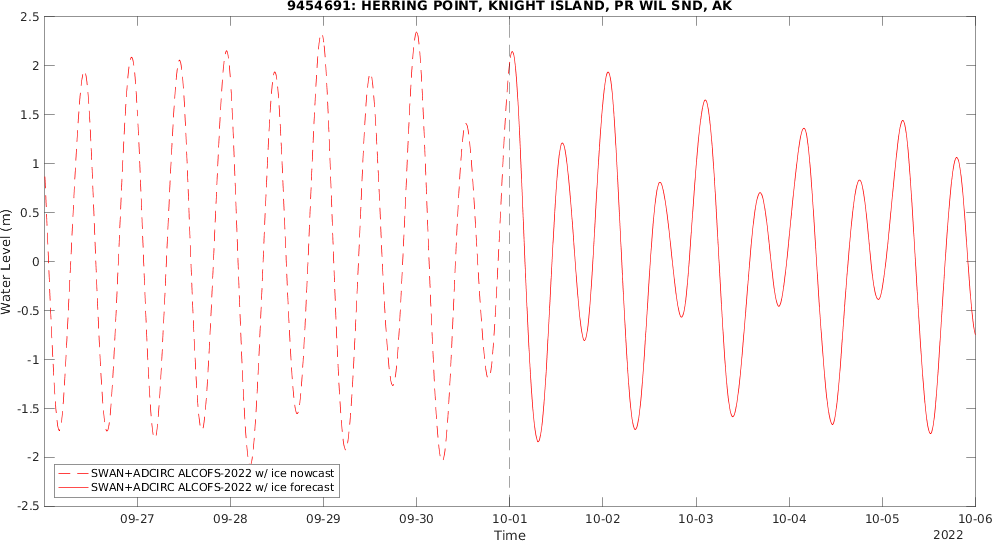 9454691: HERRING POINT, KNIGHT ISLAND, PR WIL SND, AK
Water Level (m)
2.5
2
1.5
1
0.5
0
-0.5
-1
-1.5
-2
-2.5
SWAN+ADCIRC ALCOFS-2022 w/ ice nowcast
SWAN+ADCIRC ALCOFS-2022 w/ ice forecast
09-27 09-28 09-29 09-30 10-01 10-02 10-03 10-04 10-05 10-06
Time
2022